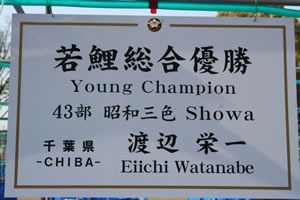 若鯉総合優勝
Young Champion
43部 昭和三色 Showa
千葉県 渡辺 栄一
-CHIBA- Eiichi Watanabe